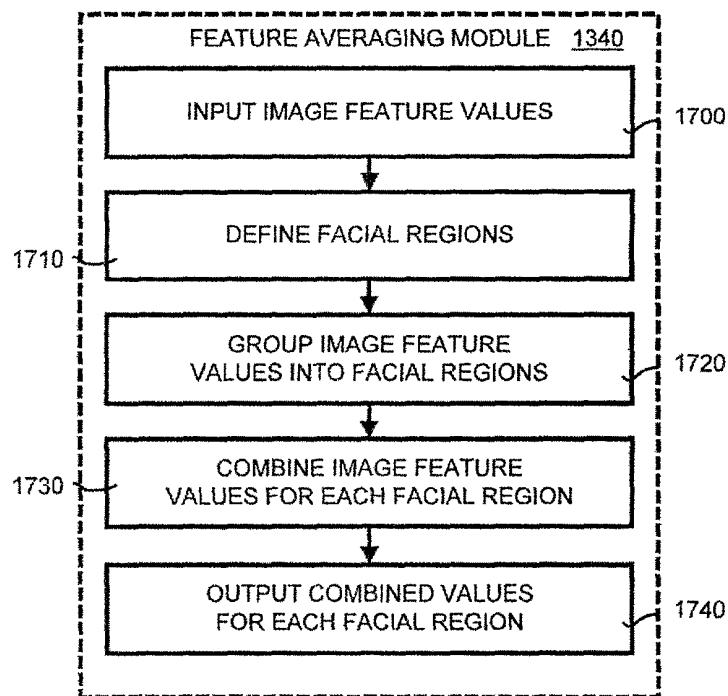 FEATURE AVERAGING MODULE 1340
INPUT IMAGE FEATURE VALUES
1700
DEFINE FACIAL REGIONS
1710
GROUP IMAGE FEATURE
VALUES INTO FACIAL REGIONS
1720
COMBINE IMAGE FEATURE
VALUES FOR EACH FACIAL REGION
1730
OUTPUT COMBINED VALUES
FOR EACH FACIAL REGION
1740